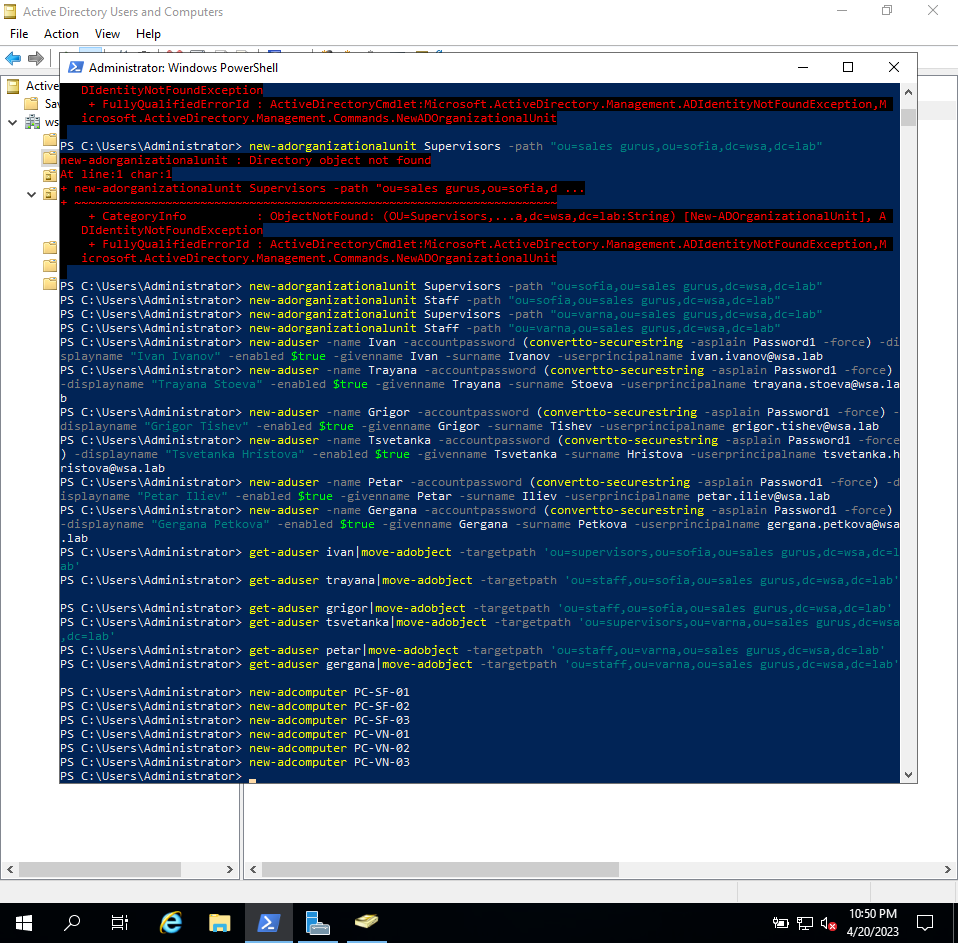 Active Directory Users and Computers
File Action View Help
Active
Sav
ws
Administrator: Windows PowerShell
DIdentityNotFoundException
+ FullyQualifiedErrorId : ActiveDirectoryCmdlet:Microsoft.ActiveDirectory.Management.ADIdentityNotFoundException,M
icrosoft.ActiveDirectory.Management.Commands.NewADOrganizationalUnit
PS C:\Users\Administrator> new-adorganizationalunit Supervisors -path "ou=sales gurus,ou=sofia,dc=wsa,dc=lab"
new-adorganizationalunit : Directory object not found
At line:1 char:1
+ new-adorganizationalunit Supervisors -path "ou=sales gurus,ou=sofia,d ...
+ ~~~~~~~~~~~~~~~~~~~~~~~~~~~~~~~~~~~~~~~~~~~~~~~~~~~~~~~~~~~~~~~~~~~~~
+ CategoryInfo : ObjectNotFound: (OU=Supervisors,...a,dc=wsa,dc=lab:String) [New-ADOrganizationalUnit], A
DIdentityNotFoundException
+ FullyQualifiedErrorId : ActiveDirectoryCmdlet:Microsoft.ActiveDirectory.Management.ADIdentityNotFoundException,M
icrosoft.ActiveDirectory.Management.Commands.NewADOrganizationalUnit
PS C:\Users\Administrator> new-adorganizationalunit Supervisors -path "ou=sofia,ou=sales gurus,dc=wsa,dc=lab"
PS C:\Users\Administrator> new-adorganizationalunit Staff -path "ou=sofia,ou=sales gurus,dc=wsa,dc=lab"
PS C:\Users\Administrator> new-adorganizationalunit Supervisors -path "ou=varna,ou=sales gurus,dc=wsa,dc=lab"
PS C:\Users\Administrator> new-adorganizationalunit Staff -path "ou=varna,ou=sales gurus,dc=wsa,dc=lab"
PS C:\Users\Administrator> new-aduser -name Ivan -accountpassword (convertto-securestring -asplain Password1 -force) -di
splayname "Ivan Ivanov" -enabled $true -givenname Ivan -surname Ivanov -userprincipalname ivan.ivanov@wsa.lab
PS C:\Users\Administrator> new-aduser -name Trayana -accountpassword (convertto-securestring -asplain Password1 -force)
-displayname "Trayana Stoeva" -enabled $true -givenname Trayana -surname Stoeva -userprincipalname trayana.stoeva@wsa.la
b
PS C:\Users\Administrator> new-aduser -name Grigor -accountpassword (convertto-securestring -asplain Password1 -force) -
displayname "Grigor Tishev" -enabled $true -givenname Grigor -surname Tishev -userprincipalname grigor.tishev@wsa.lab
PS C:\Users\Administrator> new-aduser -name Tsvetanka -accountpassword (convertto-securestring -asplain Password1 -force
) -displayname "Tsvetanka Hristova" -enabled $true -givenname Tsvetanka -surname Hristova -userprincipalname tsvetanka.h
ristova@wsa.lab
PS C:\Users\Administrator> new-aduser -name Petar -accountpassword (convertto-securestring -asplain Password1 -force) -d
isplayname "Petar Iliev" -enabled $true -givenname Petar -surname Iliev -userprincipalname petar.iliev@wsa.lab
PS C:\Users\Administrator> new-aduser -name Gergana -accountpassword (convertto-securestring -asplain Password1 -force)
-displayname "Gergana Petkova" -enabled $true -givenname Gergana -surname Petkova -userprincipalname gergana.petkova@wsa
.lab
PS C:\Users\Administrator> get-aduser ivan|move-adobject -targetpath 'ou=supervisors,ou=sofia,ou=sales gurus,dc=wsa,dc=l
ab'
PS C:\Users\Administrator> get-aduser trayana|move-adobject -targetpath 'ou=staff,ou=sofia,ou=sales gurus,dc=wsa,dc=lab'
PS C:\Users\Administrator> get-aduser grigor|move-adobject -targetpath 'ou=staff,ou=sofia,ou=sales gurus,dc=wsa,dc=lab'
PS C:\Users\Administrator> get-aduser tsvetanka|move-adobject -targetpath 'ou=supervisors,ou=varna,ou=sales gurus,dc=wsa
,dc=lab'
PS C:\Users\Administrator> get-aduser petar|move-adobject -targetpath 'ou=staff,ou=varna,ou=sales gurus,dc=wsa,dc=lab'
PS C:\Users\Administrator> get-aduser gergana|move-adobject -targetpath 'ou=staff,ou=varna,ou=sales gurus,dc=wsa,dc=lab'
PS C:\Users\Administrator> new-adcomputer PC-SF-01
PS C:\Users\Administrator> new-adcomputer PC-SF-02
PS C:\Users\Administrator> new-adcomputer PC-SF-03
PS C:\Users\Administrator> new-adcomputer PC-VN-01
PS C:\Users\Administrator> new-adcomputer PC-VN-02
PS C:\Users\Administrator> new-adcomputer PC-VN-03
PS C:\Users\Administrator>
10:50 PM
4/20/2023